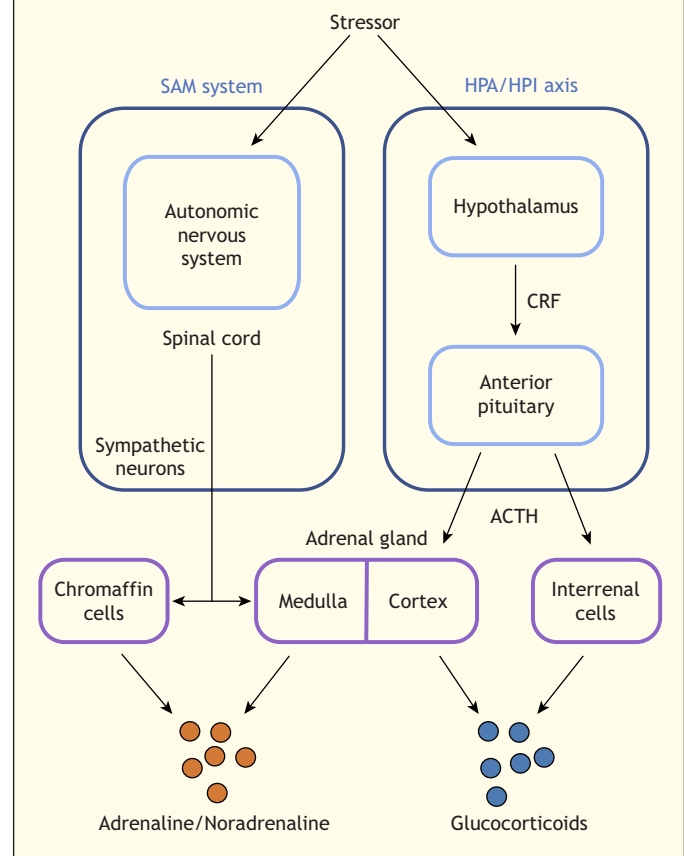 Stressor
SAM system
HPA/HPI axis
Autonomic
nervous
system
Hypothalamus
CRF
Spinal cord
Anterior
pituitary
Sympathetic
neurons
ACTH
Adrenal gland
Chromaffin
cells
Medulla
Cortex
Interrenal
cells
Adrenaline/Noradrenaline
Glucocorticoids